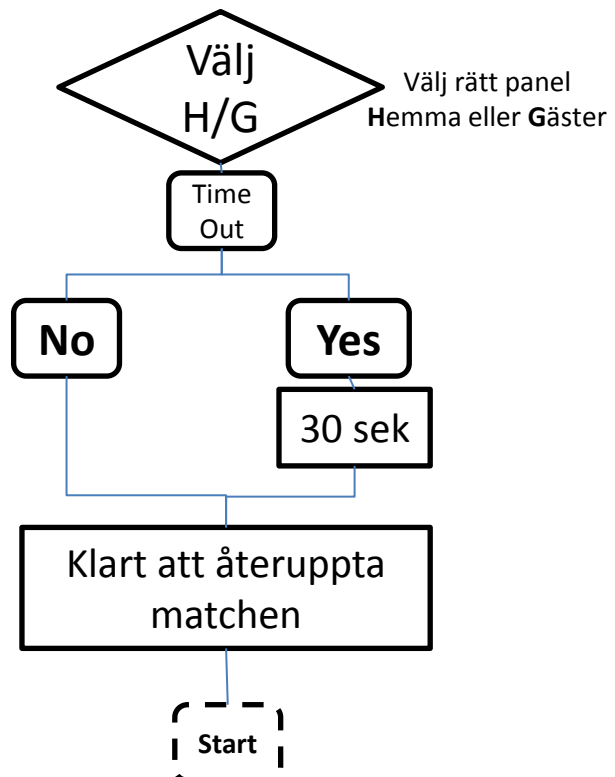 Välj
H/G
Välj rätt panel
Hemma eller Gäster
Time
Out
No
Yes
30 sek
Klart att återuppta
matchen
Start